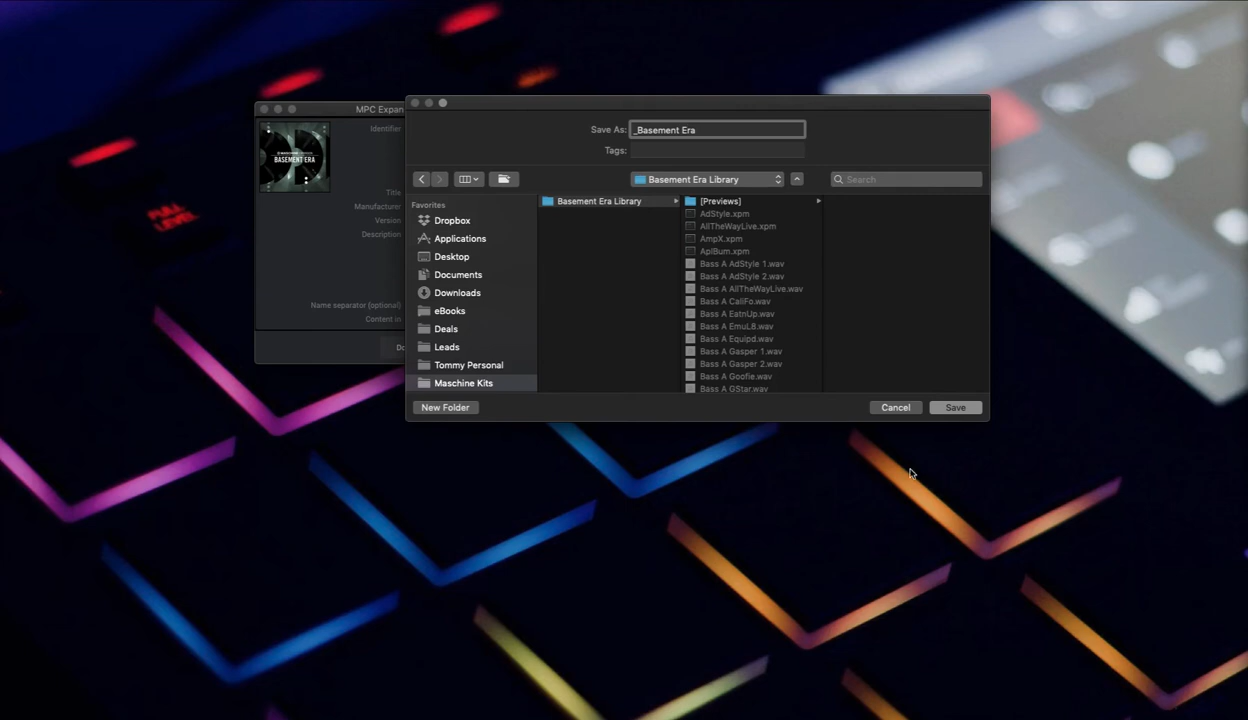 MPC Expan
Identifier
BASEMENT ERA
Title
Manufacturer
Version
Description
Name separator (optional)
Content in
Save As: _Basement Era
Tags:
Basement Era Library
Search
Favorites
Dropbox
Applications
Desktop
Documents
Downloads
eBooks
Deals
Leads
Tommy Personal
Maschine Kits
Basement Era Library
[Previews]
AdStyle.xpm
AllTheWayLive.xpm
AmpX.xpm
AplBum.xpm
Bass A AdStyle 1.wav
Bass A AdStyle 2.wav
Bass A AllTheWayLive.wav
Bass A CaliFo.wav
Bass A EatnUp.wav
Bass A EmuL8.wav
Bass A Equipd.wav
Bass A Gasper 1.wav
Bass A Gasper 2.wav
Bass A Goofie.wav
Bass A GStar.wav
New Folder
Cancel
Save
FULL
LEVEL